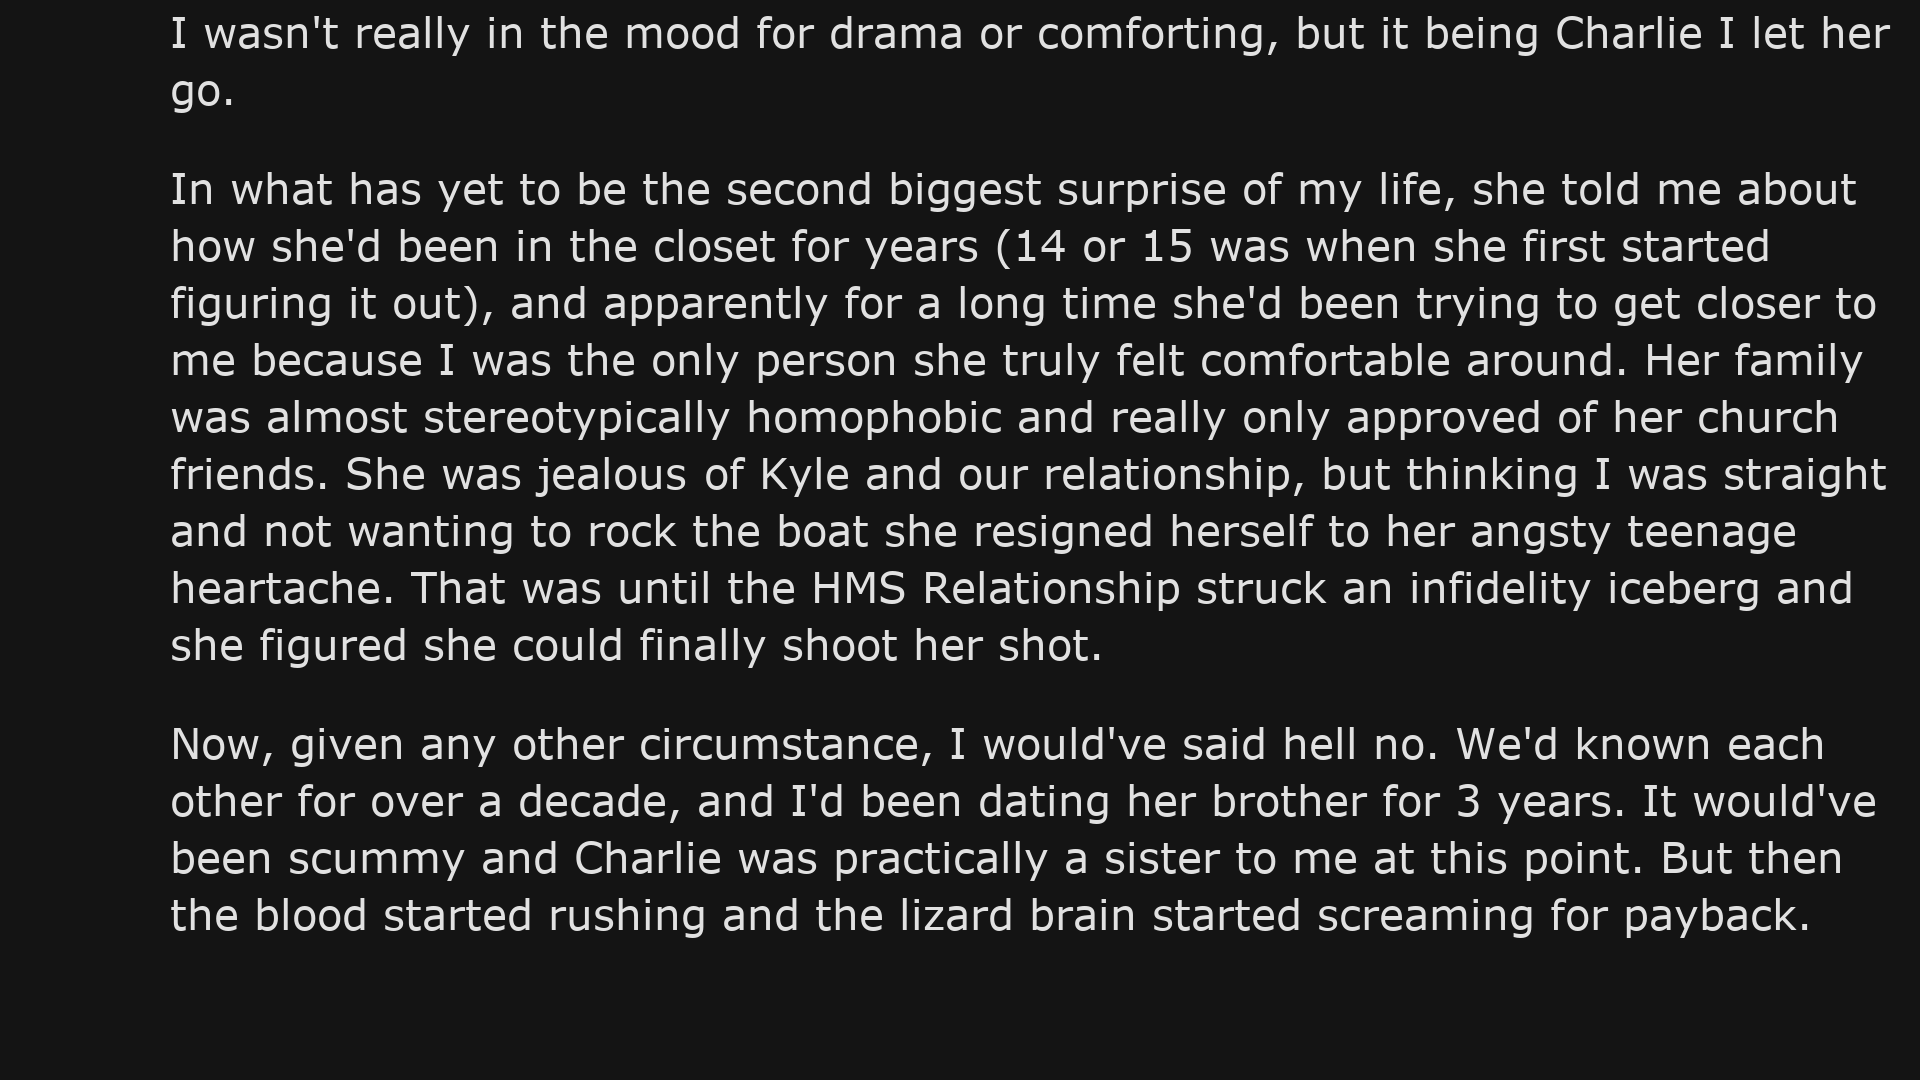 I wasn't really in the mood for drama or comforting, but it being Charlie I let her
go.
In what has yet to be the second biggest surprise of my life, she told me about
how she'd been in the closet for years (14 or 15 was when she first started
figuring it out), and apparently for a long time she'd been trying to get closer to
me because I was the only person she truly felt comfortable around. Her family
was almost stereotypically homophobic and really only approved of her church
friends. She was jealous of Kyle and our relationship, but thinking I was straight
and not wanting to rock the boat she resigned herself to her angsty teenage
heartache. That was until the HMS Relationship struck an infidelity iceberg and
she figured she could finally shoot her shot.
Now, given any other circumstance, I would've said hell no. We'd known each
other for over a decade, and I'd been dating her brother for 3 years. It would've
been scummy and Charlie was practically a sister to me at this point. But then
the blood started rushing and the lizard brain started screaming for payback.